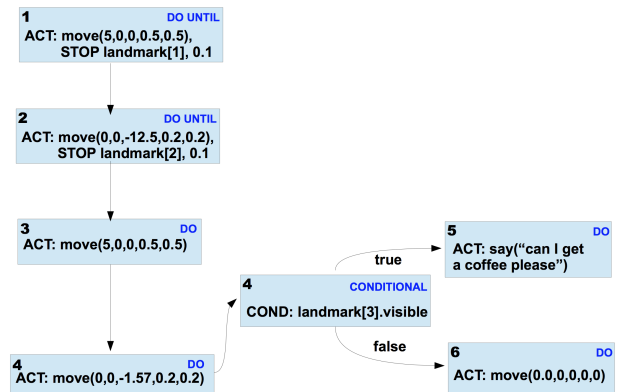 1 DO UNTIL
ACT: move(5,0,0,0.5,0.5),
STOP landmark[1], 0.1
2 DO UNTIL
ACT: move(0,0,-12.5,0.2,0.2),
STOP landmark[2], 0.1
3 DO
ACT: move(5,0,0,0.5,0.5)
4 DO
ACT: move(0,0,-1.57,0.2,0.2)
4 CONDITIONAL
COND: landmark[3].visible
true
false
5 DO
ACT: say(“can I get
a coffee please”)
6 DO
ACT: move(0.0,0,0,0,0)